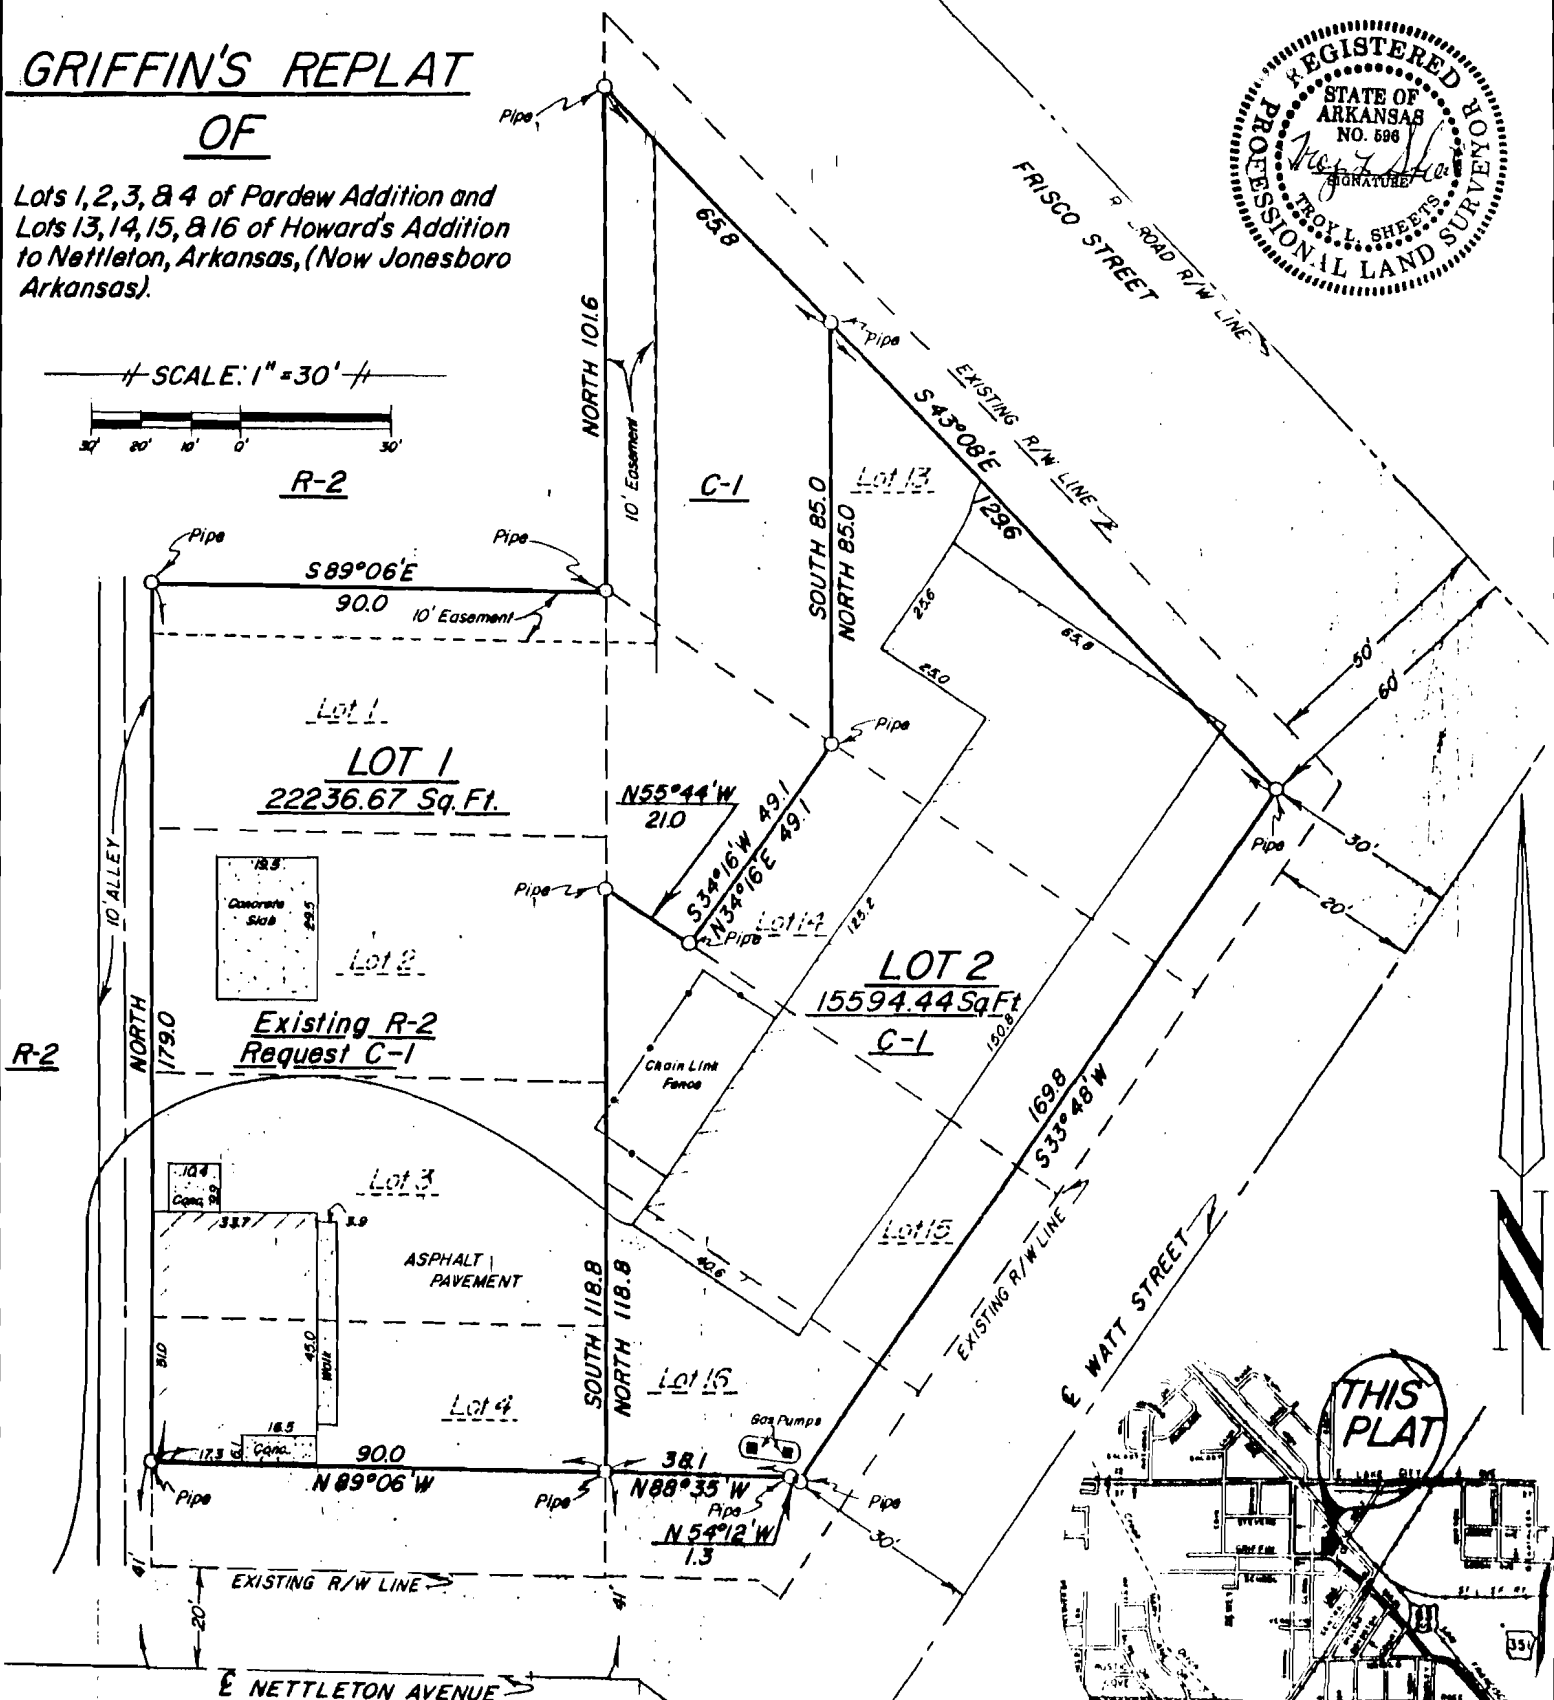 GRIFFIN'S REPLAT
OF
Lots 1,2,3, & 4 of Pardew Addition and
Lots 13,14,15, & 16 of Howard's Addition
to Nettleton, Arkansas, (Now Jonesboro
Arkansas).
SCALE: 1" = 30'
30' 20' 10' 0' 30'
REGISTERED
PROFESSIONAL LAND SURVEYOR
STATE OF
ARKANSAS
NO. 596
SIGNATURE
TROY L. SHEETS
Pipe
65.8
FRISCO STREET
ROAD R/W LINE
NORTH 101.6
10' Easement
Pipe
EXISTING R/W LINE
S 43°08'E
129.6
R-2
C-1
Lot 13
SOUTH 85.0
NORTH 85.0
Pipe
Pipe
S 89°06'E
90.0
10' Easement
25.6
65.8
25.0
50'
60'
Lot 1
LOT 1
22236.67 Sq. Ft.
N55°44'W
21.0
Pipe
S34°16'W 49.1
N34°16'E 49.1
Pipe
30'
20'
10' ALLEY
19.5
Concrete
Slab
29.5
Pipe
Pipe
Lot 14
125.2
Lot 2
LOT 2
15594.44 Sq Ft
C-1
150.8
Existing R-2
Request C-1
R-2
NORTH
179.0
Chain Link
Fence
169.8
S33°48'W
Lot 3
10.4
Conc.
9.9
33.7
3.9
ASPHALT
PAVEMENT
40.6
Lot 15
EXISTING R/W LINE
℄ WATT STREET
51.0
45.0
Walk
SOUTH 118.8
NORTH 118.8
Lot 16
Lot 4
Gas Pumps
17.3
6.1
16.5
Conc.
90.0
N 89°06'W
38.1
N88°35'W
Pipe
Pipe
Pipe
Pipe
N 54°12'W
1.3
30'
41'
41'
EXISTING R/W LINE
20'
℄ NETTLETON AVENUE
N
THIS
PLAT
E LAKE CITY AVE
STEVENS
GRIFFIN
SCHOOL
351